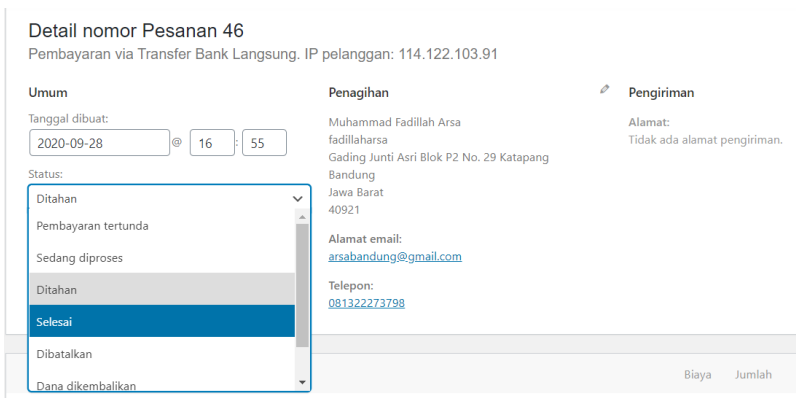 Detail nomor Pesanan 46
Pembayaran via Transfer Bank Langsung. IP pelanggan: 114.122.103.91
Umum
Tanggal dibuat:
2020-09-28 @ 16 : 55
Status:
Ditahan
Pembayaran tertunda
Sedang diproses
Ditahan
Selesai
Dibatalkan
Dana dikembalikan
Penagihan
Muhammad Fadillah Arsa
fadillaharsa
Gading Junti Asri Blok P2 No. 29 Katapang
Bandung
Jawa Barat
40921
Alamat email:
arsabandung@gmail.com
Telepon:
081322273798
Pengiriman
Alamat:
Tidak ada alamat pengiriman.
Biaya Jumlah